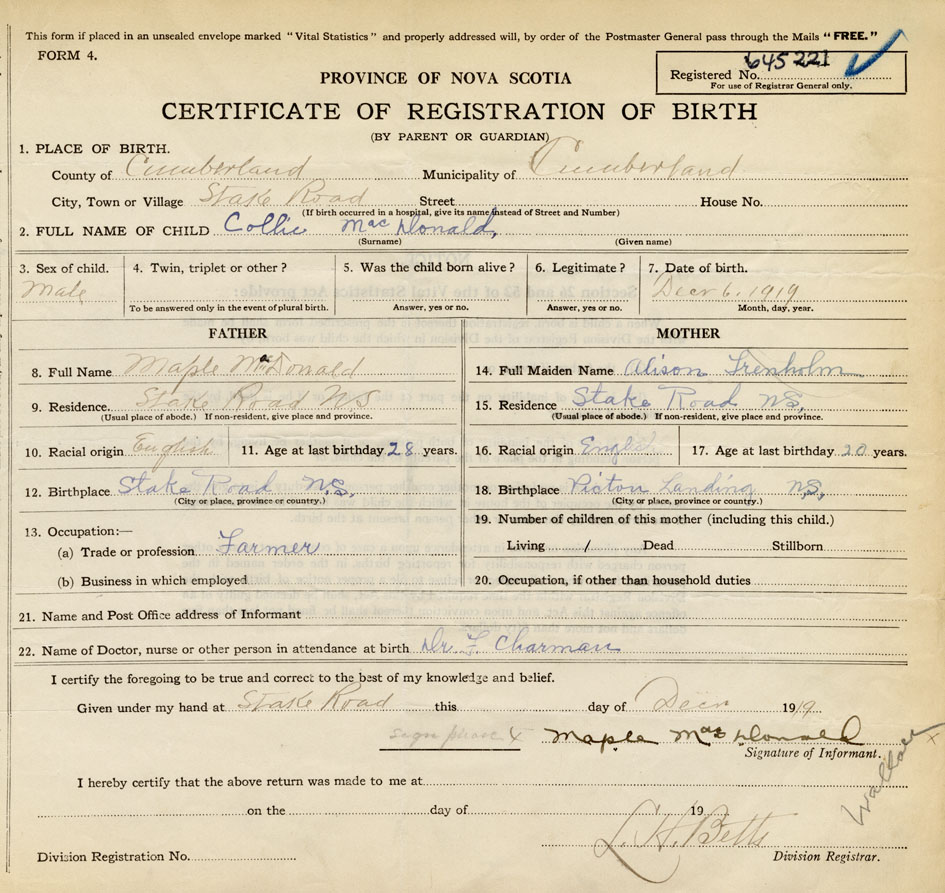 This form if placed in an unsealed envelope marked "Vital Statistics" and properly addressed will, by order of the Postmaster General pass through the Mails "FREE."
FORM 4.
645221
Registered No.
For use of Registrar General only.
PROVINCE OF NOVA SCOTIA
CERTIFICATE OF REGISTRATION OF BIRTH
(BY PARENT OR GUARDIAN)
1. PLACE OF BIRTH.
County of Cumberland Municipality of Cumberland
City, Town or Village Stake Road Street House No.
(If birth occurred in a hospital, give its name instead of Street and Number)
2. FULL NAME OF CHILD Collie MacDonald,
(Surname) (Given name)
3. Sex of child. 4. Twin, triplet or other? 5. Was the child born alive? 6. Legitimate? 7. Date of birth.
Male Decr 6, 1919
To be answered only in the event of plural birth. Answer, yes or no. Answer, yes or no. Month, day, year.
FATHER MOTHER
8. Full Name Maple MacDonald 14. Full Maiden Name Alison Trenholm
9. Residence. Stake Road NS 15. Residence Stake Road NS,
(Usual place of abode.) If non-resident, give place and province. (Usual place of abode.) If non-resident, give place and province.
10. Racial origin English 11. Age at last birthday 28 years. 16. Racial origin English 17. Age at last birthday 20 years.
12. Birthplace Stake Road N.S. 18. Birthplace Picton Landing N.S.,
(City or place, province or country.) (City or place, province or country.)
13. Occupation:— 19. Number of children of this mother (including this child.)
(a) Trade or profession Farmer Living 1 Dead Stillborn
(b) Business in which employed 20. Occupation, if other than household duties
21. Name and Post Office address of Informant
22. Name of Doctor, nurse or other person in attendance at birth Dr. F Charman
I certify the foregoing to be true and correct to the best of my knowledge and belief.
Given under my hand at Stake Road this day of Decr 1919
sign please X Maple MacDonald
Signature of Informant.
Wallace X
I hereby certify that the above return was made to me at
on the day of 19
L. H. Betts
Division Registration No. Division Registrar.